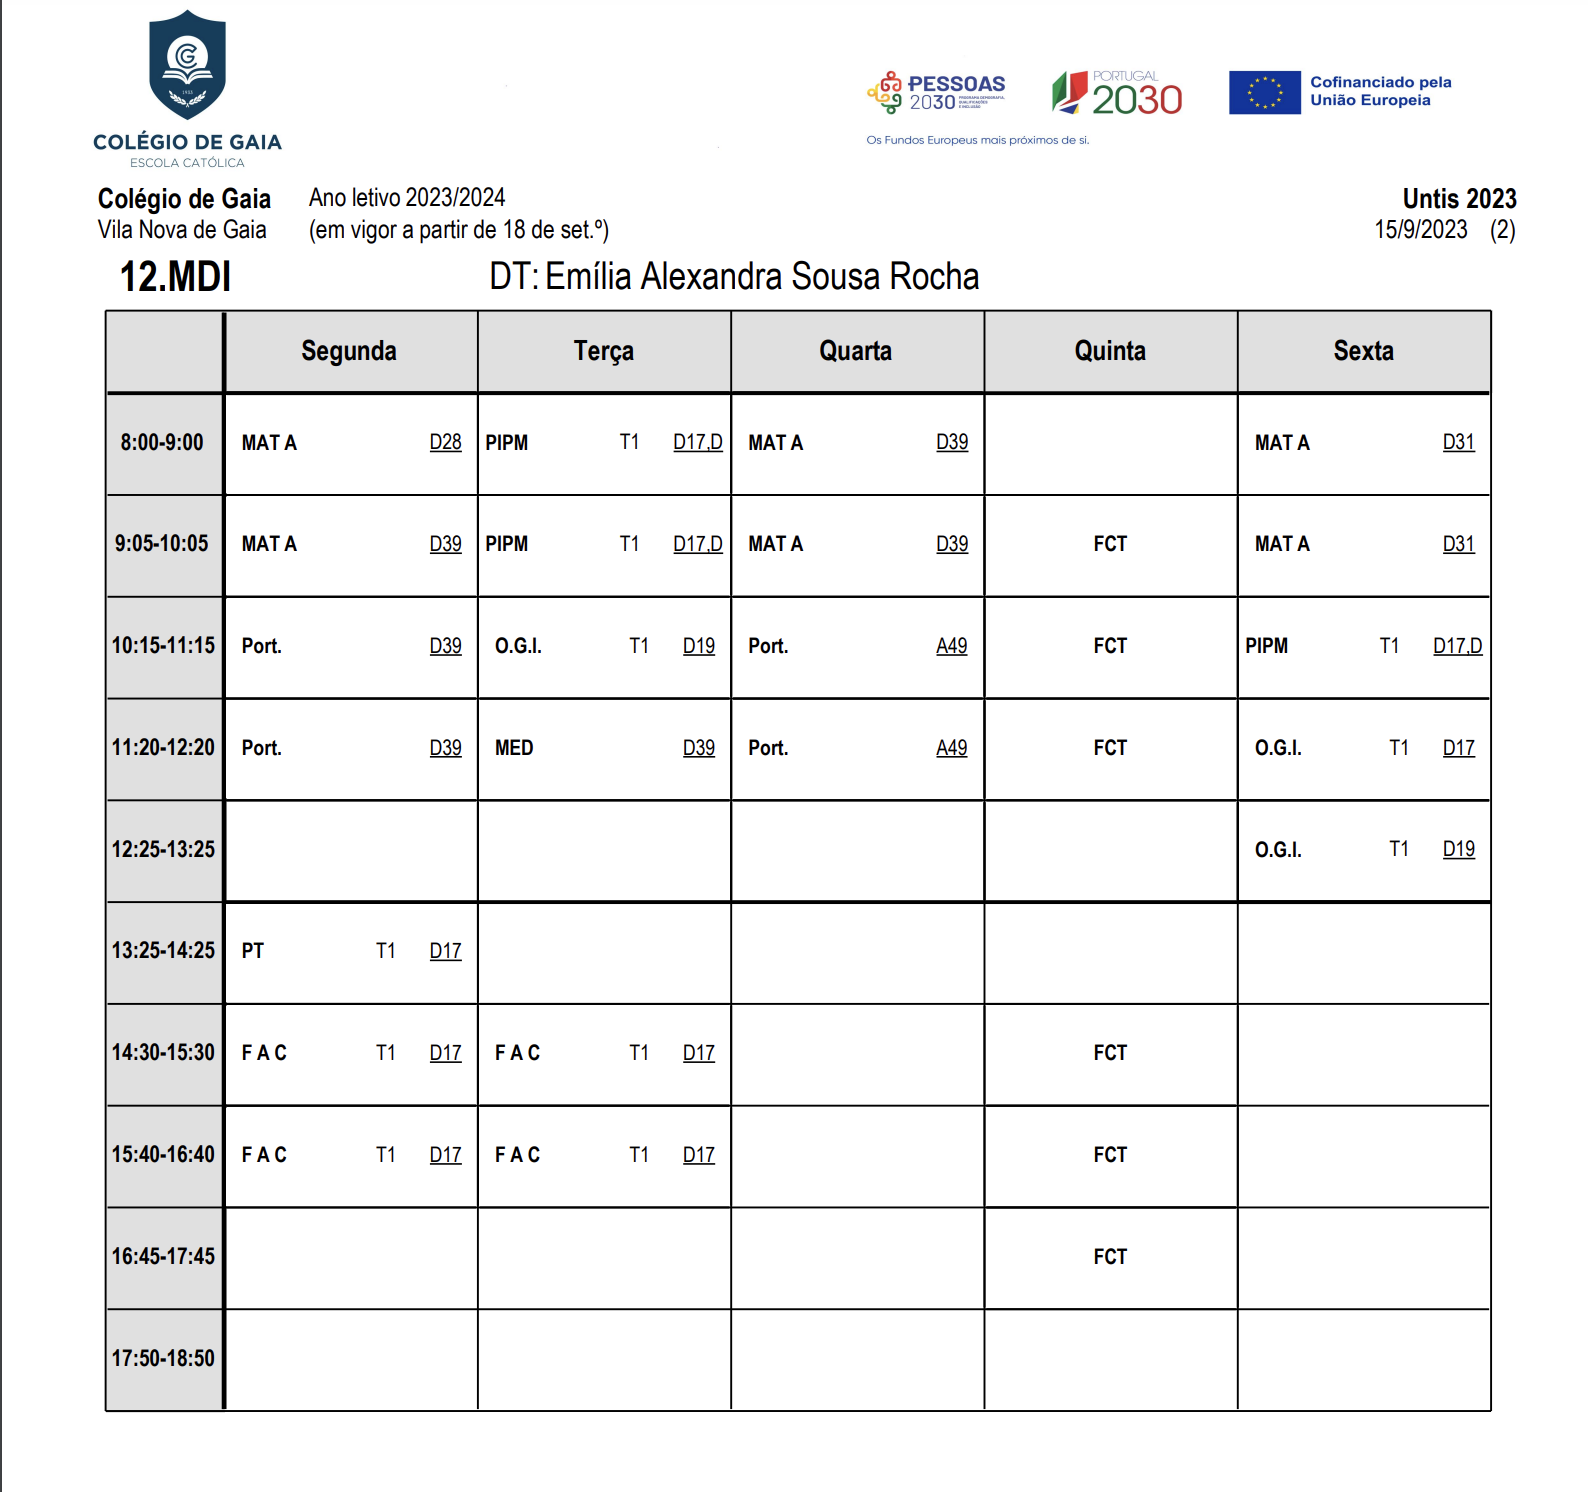 COLÉGIO DE GAIA
ESCOLA CATÓLICA
PESSOAS
2030 PROGRAMA DEMOGRAFIA, QUALIFICAÇÕES E INCLUSÃO
PORTUGAL
2030
Cofinanciado pela
União Europeia
Os Fundos Europeus mais próximos de si.
Colégio de Gaia Ano letivo 2023/2024 Untis 2023
Vila Nova de Gaia (em vigor a partir de 18 de set.º) 15/9/2023 (2)
12.MDI DT: Emília Alexandra Sousa Rocha
Segunda Terça Quarta Quinta Sexta
8:00-9:00 MAT A D28 PIPM T1 D17,D MAT A D39 MAT A D31
9:05-10:05 MAT A D39 PIPM T1 D17,D MAT A D39 FCT MAT A D31
10:15-11:15 Port. D39 O.G.I. T1 D19 Port. A49 FCT PIPM T1 D17,D
11:20-12:20 Port. D39 MED D39 Port. A49 FCT O.G.I. T1 D17
12:25-13:25 O.G.I. T1 D19
13:25-14:25 PT T1 D17
14:30-15:30 F A C T1 D17 F A C T1 D17 FCT
15:40-16:40 F A C T1 D17 F A C T1 D17 FCT
16:45-17:45 FCT
17:50-18:50